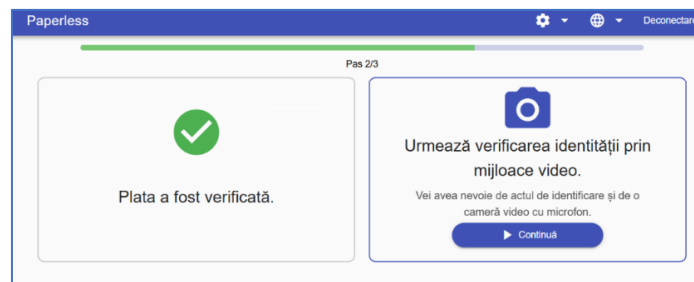 Paperless
Deconectare
Pas 2/3
Plata a fost verificată.
Urmează verificarea identității prin
mijloace video.
Vei avea nevoie de actul de identificare și de o
cameră video cu microfon.
Continuă